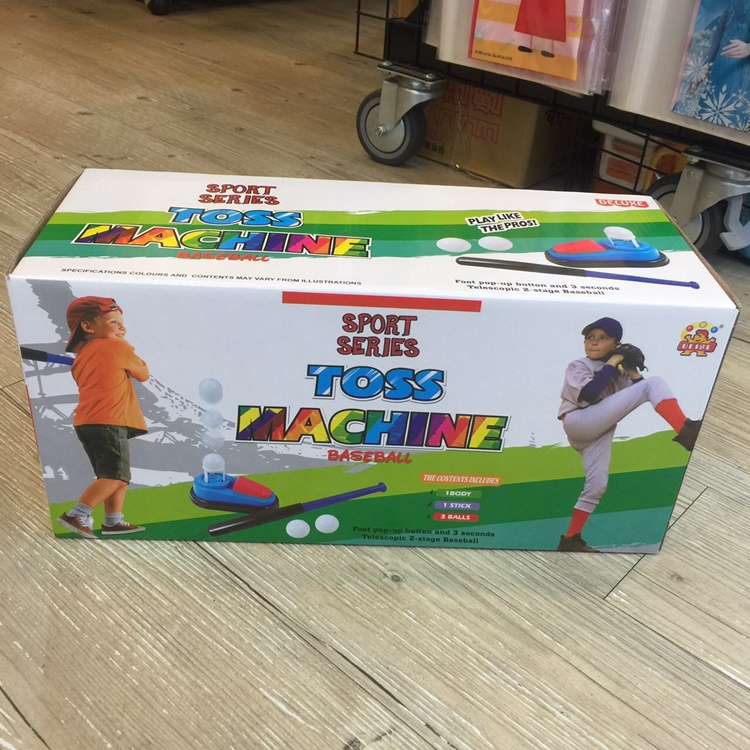 SPORT
SERIES
TOSS
MACHINE
BASEBALL
SPECIFICATIONS COLOURS AND CONTENTS MAY VARY FROM ILLUSTRATIONS
DELUXE
PLAY LIKE
THE PROS!
Foot pop-up button and 3 seconds
Telescopic 2-stage Baseball
SPORT
SERIES
TOSS
MACHINE
BASEBALL
THE CONTENTS INCLUDES
1 BODY
1 STICK
3 BALLS
Foot pop-up button and 3 seconds
Telescopic 2-stage Baseball